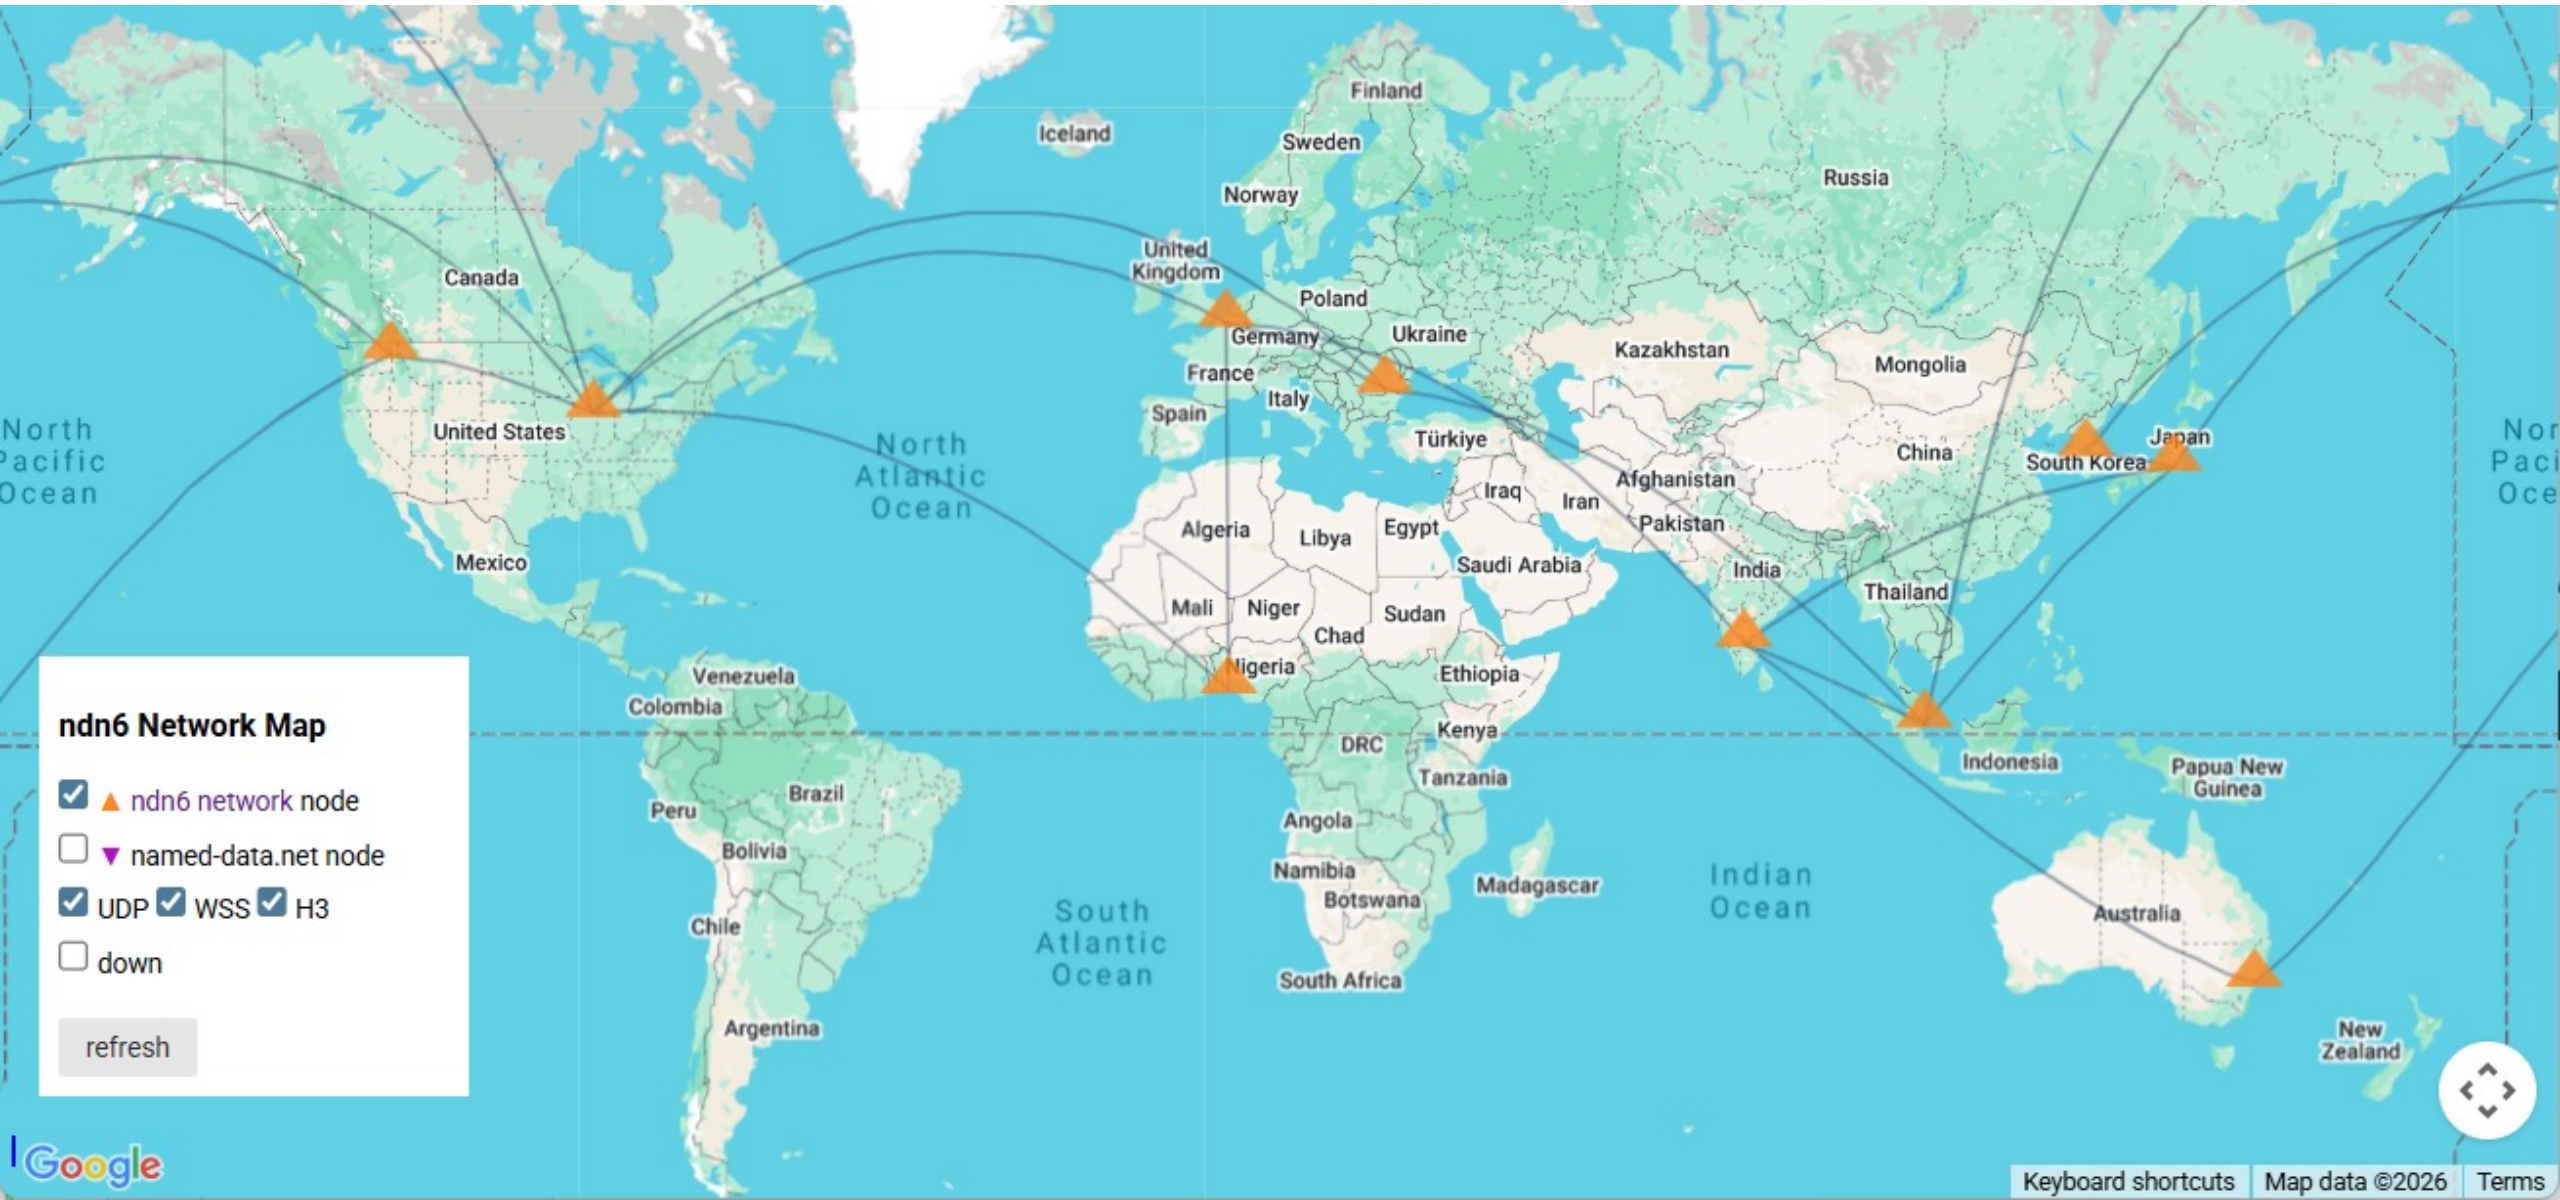 Finland
Iceland
Sweden
Russia
Norway
United
Kingdom
Canada
Poland
Ukraine
Germany
Kazakhstan
Mongolia
France
Italy
Spain
United States
North
Pacific
Ocean
North
Atlantic
Ocean
Türkiye
China
Japan
South Korea
Nor
Paci
Oce
Afghanistan
Iraq
Iran
Pakistan
Algeria
Libya
Egypt
Mexico
Saudi Arabia
India
Thailand
Mali
Niger
Sudan
Chad
Nigeria
Ethiopia
Venezuela
Colombia
Kenya
DRC
Indonesia
Papua New
Guinea
Tanzania
Brazil
Peru
Angola
Bolivia
Namibia
Botswana
Madagascar
Indian
Ocean
Australia
Chile
South
Atlantic
Ocean
South Africa
Argentina
New
Zealand
ndn6 Network Map
ndn6 network node
named-data.net node
UDP WSS H3
down
refresh
Google
Keyboard shortcuts Map data ©2026 Terms